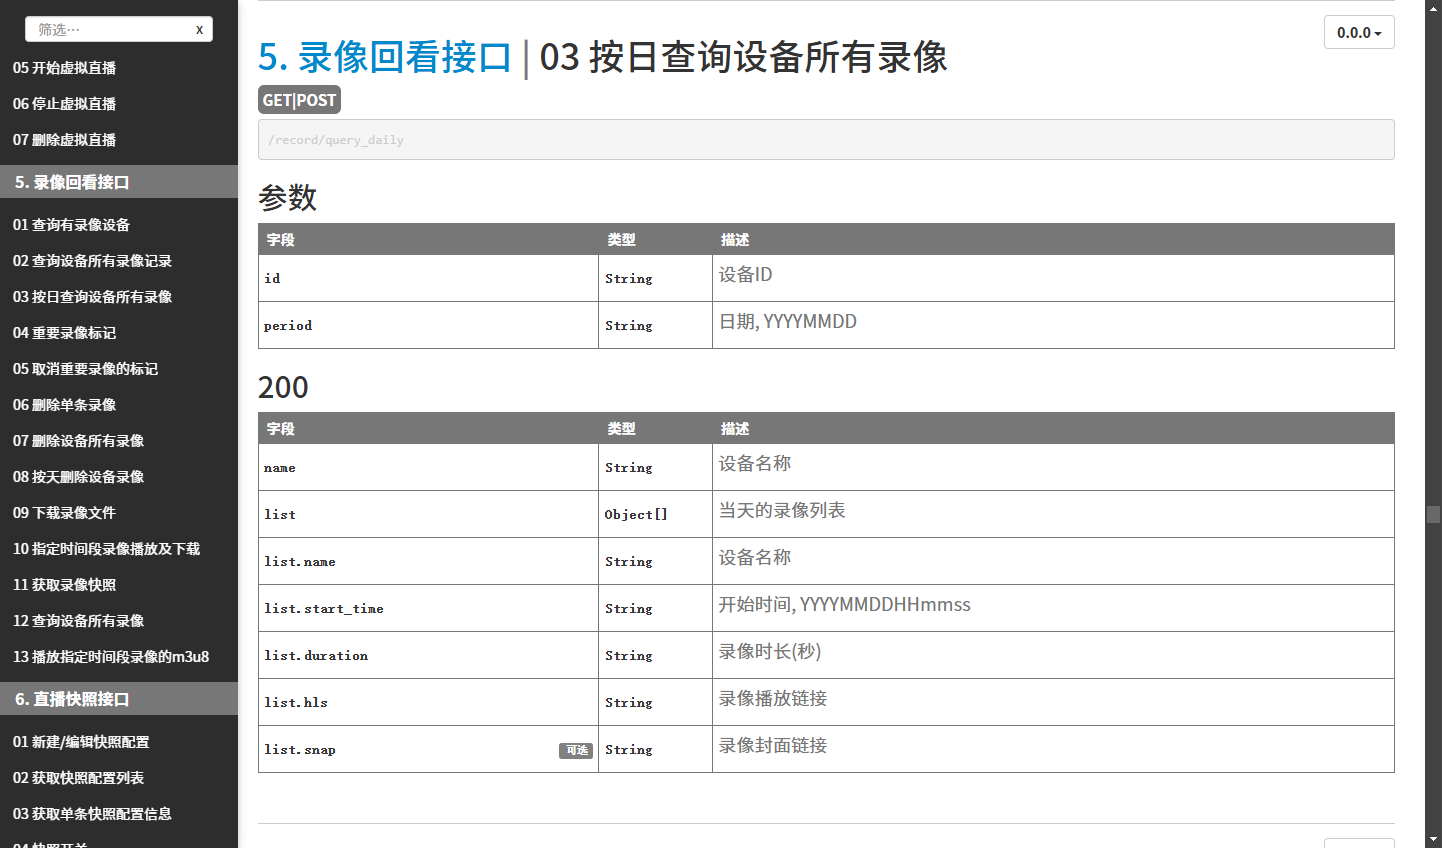 筛选… x
05 开始虚拟直播
06 停止虚拟直播
07 删除虚拟直播
5. 录像回看接口
01 查询有录像设备
02 查询设备所有录像记录
03 按日查询设备所有录像
04 重要录像标记
05 取消重要录像的标记
06 删除单条录像
07 删除设备所有录像
08 按天删除设备录像
09 下载录像文件
10 指定时间段录像播放及下载
11 获取录像快照
12 查询设备所有录像
13 播放指定时间段录像的m3u8
6. 直播快照接口
01 新建/编辑快照配置
02 获取快照配置列表
03 获取单条快照配置信息
04 快照开关
0.0.0
5. 录像回看接口 | 03 按日查询设备所有录像
GET|POST
/record/query_daily
参数
字段 类型 描述
id String 设备ID
period String 日期, YYYYMMDD
200
字段 类型 描述
name String 设备名称
list Object[] 当天的录像列表
list.name String 设备名称
list.start_time String 开始时间, YYYYMMDDHHmmss
list.duration String 录像时长(秒)
list.hls String 录像播放链接
list.snap 可选 String 录像封面链接